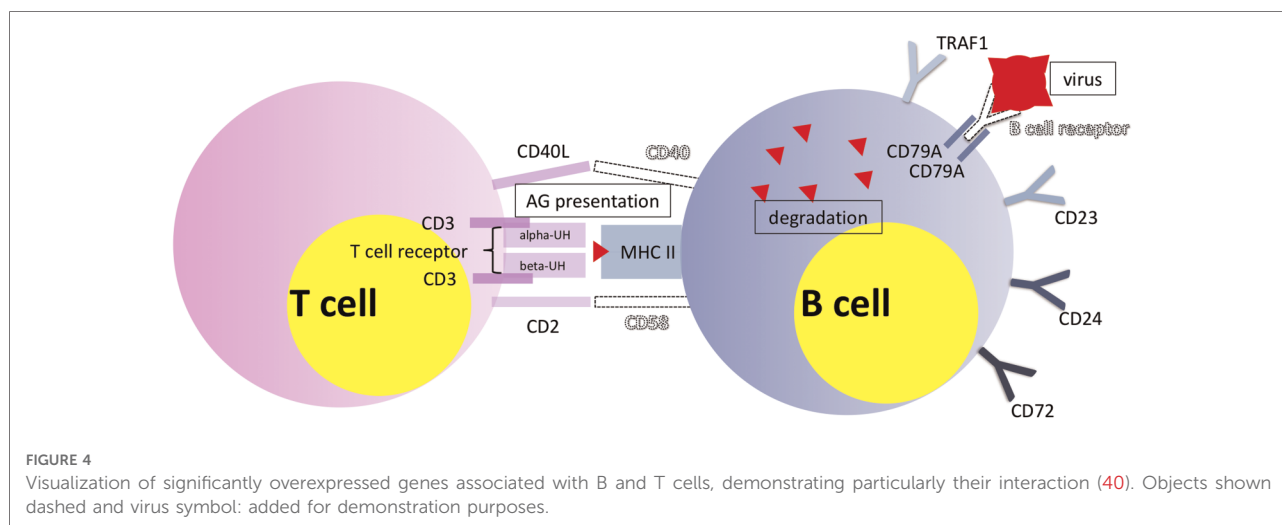 TRAF1
virus
B cell receptor
CD79A
CD79A
CD40L
CD40
AG presentation
CD3
alpha-UH
T cell receptor
beta-UH
CD3
MHC II
degradation
CD23
T cell
B cell
CD2
CD58
CD24
CD72
FIGURE 4
Visualization of significantly overexpressed genes associated with B and T cells, demonstrating particularly their interaction (40). Objects shown
dashed and virus symbol: added for demonstration purposes.